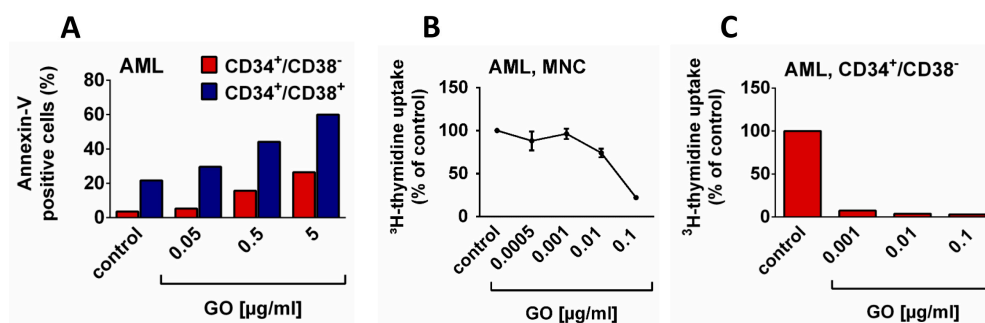 A
AML
CD34⁺/CD38⁻
CD34⁺/CD38⁺
Annexin-V
positive cells (%)
80
60
40
20
0
control
0.05
0.5
5
GO [µg/ml]
B
AML, MNC
³H-thymidine uptake
(% of control)
150
100
50
0
control
0.0005
0.001
0.01
0.1
GO [µg/ml]
C
AML, CD34⁺/CD38⁻
³H-thymidine uptake
(% of control)
150
100
50
0
control
0.001
0.01
0.1
GO [µg/ml]